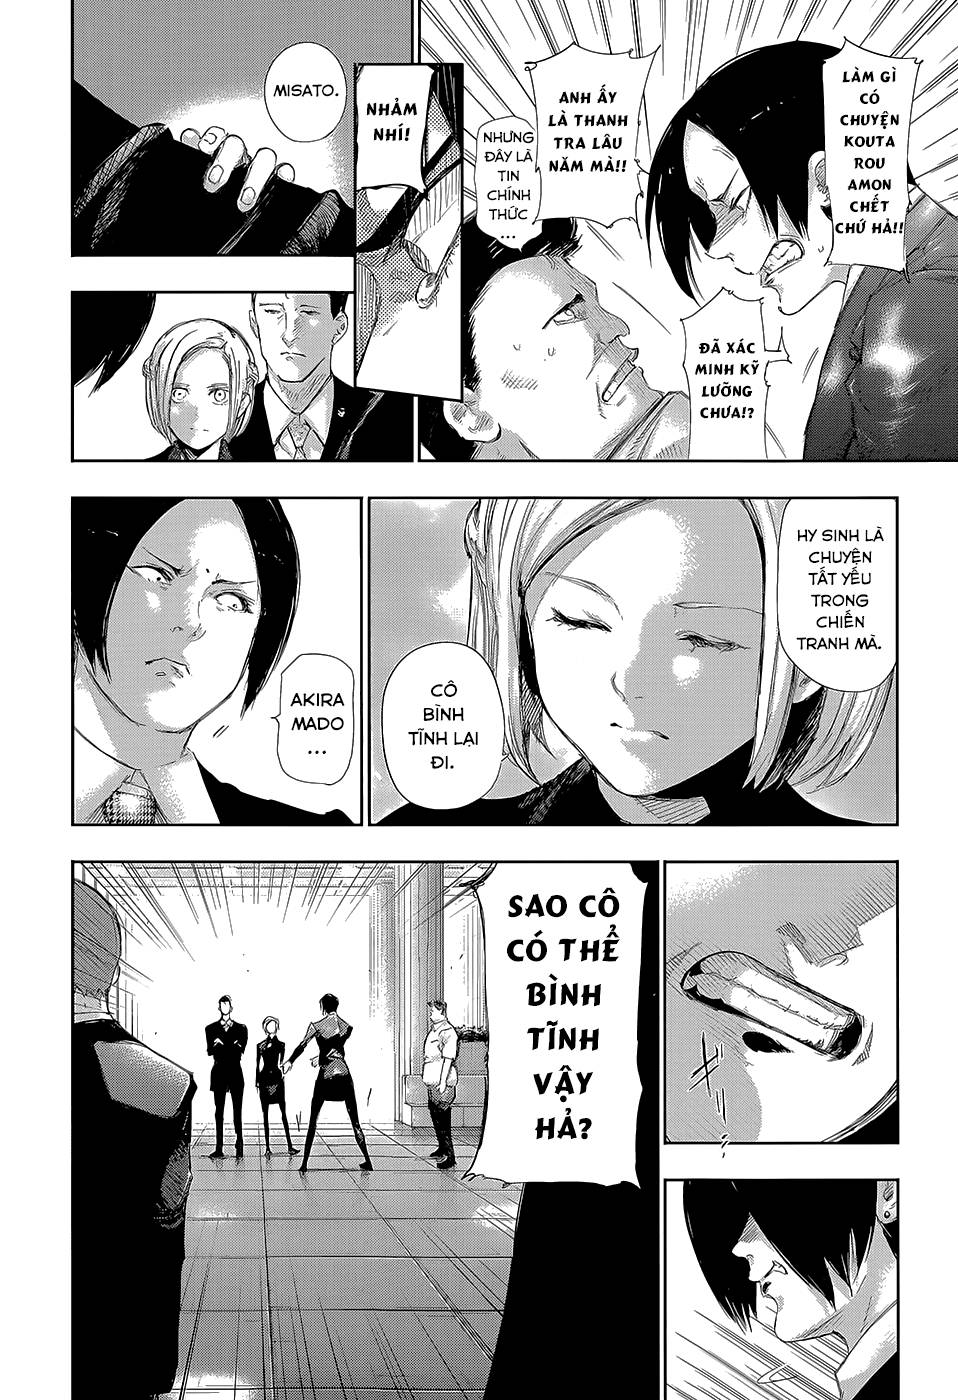 LÀM GÌ
CÓ
CHUYỆN
KOUTA
ROU
AMON
CHẾT
CHỨ HẢ!!
ANH ẤY
LÀ THANH
TRA LÂU
NĂM MÀ!!
NHƯNG
ĐÂY LÀ
TIN
CHÍNH
THỨC
...
ĐÃ XÁC
MINH KỸ
LƯỠNG
CHƯA!?
NHẢM
NHÍ!
MISATO.
HY SINH LÀ
CHUYỆN
TẤT YẾU
TRONG
CHIẾN
TRANH MÀ.
CÔ
BÌNH
TĨNH LẠI
ĐI.
AKIRA
MADO
...
SAO CÔ
CÓ THỂ
BÌNH
TĨNH
VẬY
HẢ?